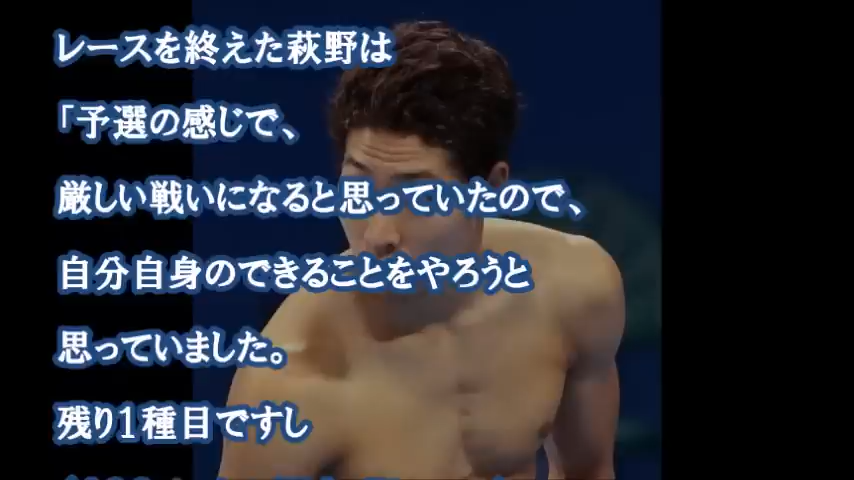 レースを終えた萩野は
「予選の感じで、
厳しい戦いになると思っていたので、
自分自身のできることをやろうと
思っていました。
残り1種目ですし